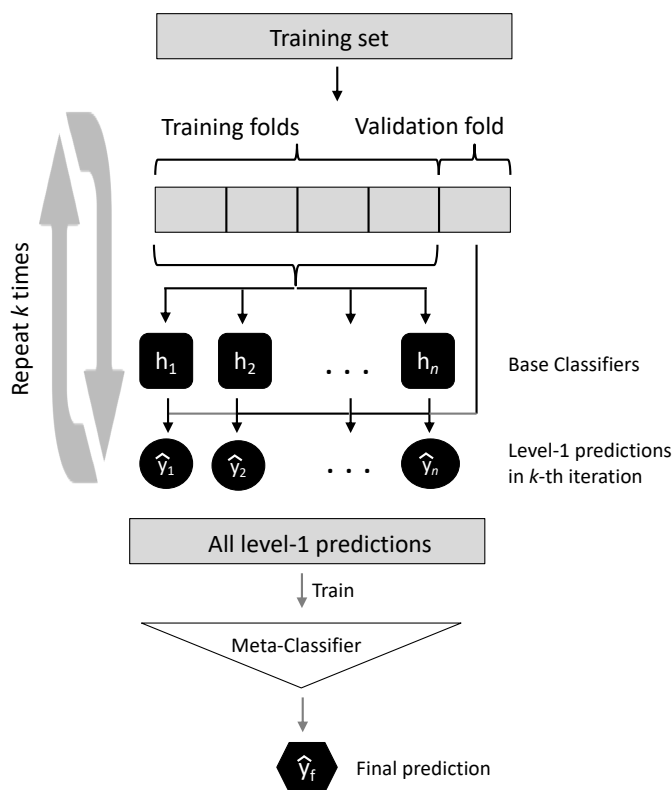 Training set
Training folds
Validation fold
Repeat k times
h₁
h₂
. . .
hₙ
Base Classifiers
ŷ₁
ŷ₂
. . .
ŷₙ
Level-1 predictions
in k-th iteration
All level-1 predictions
Train
Meta-Classifier
ŷf
Final prediction